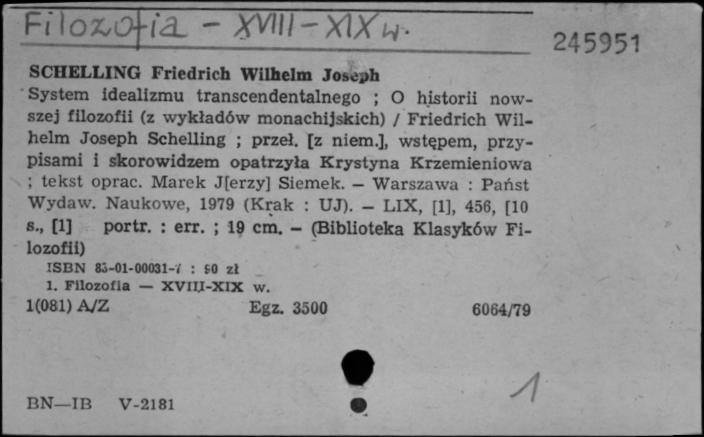 Filozofia - XVIII-XIX w.
245951
SCHELLING Friedrich Wilhelm Joseph
System idealizmu transcendentalnego ; O historii now-
szej filozofii (z wykładów monachijskich) / Friedrich Wil-
helm Joseph Schelling ; przeł. [z niem.], wstępem, przy-
pisami i skorowidzem opatrzyła Krystyna Krzemieniowa
; tekst oprac. Marek J[erzy] Siemek. — Warszawa : Państ
Wydaw. Naukowe, 1979 (Krak : UJ). — LIX, [1], 456, [10
s., [1] portr. : err. ; 19 cm. — (Biblioteka Klasyków Fi-
lozofii)
ISBN 83-01-00031-7 : 90 zł
1. Filozofia — XVIII-XIX w.
1(081) A/Z Egz. 3500 6064/79
1
BN—IB V-2181